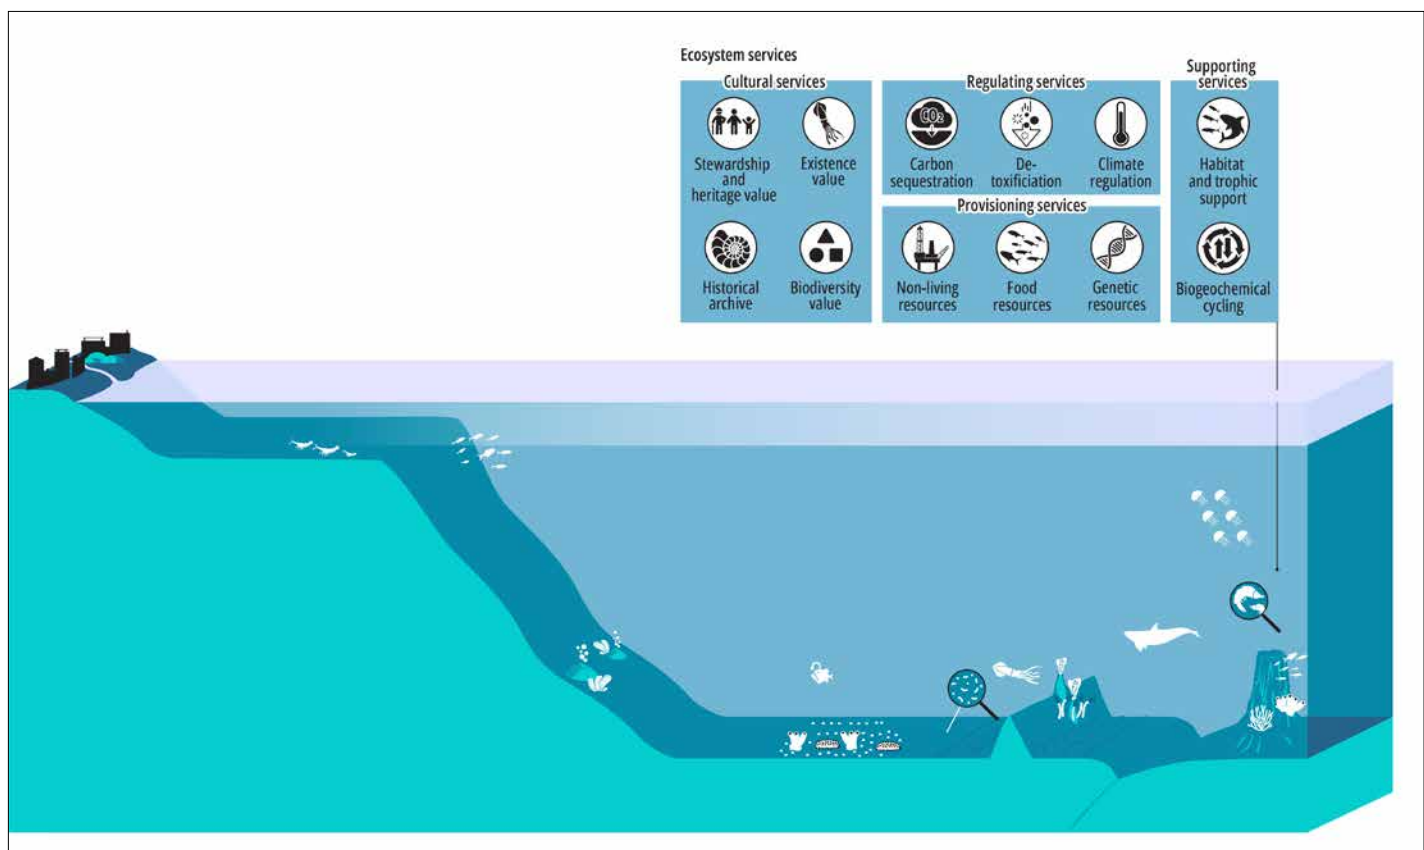 Ecosystem services
Cultural services
Stewardship
and
heritage value
Existence
value
Historical
archive
Biodiversity
value
Regulating services
CO2
Carbon
sequestration
De-
toxificiation
Climate
regulation
Provisioning services
Non-living
resources
Food
resources
Genetic
resources
Supporting
services
Habitat
and trophic
support
Biogeochemical
cycling